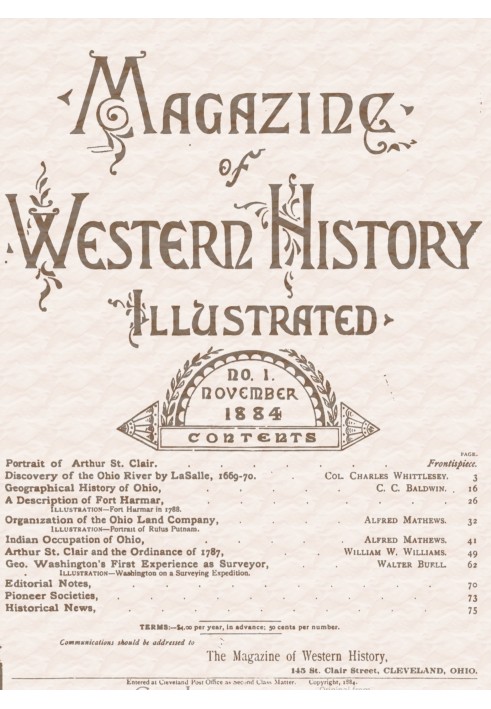 MAGAZINE
of
WESTERN HISTORY
ILLUSTRATED
NO. 1.
NOVEMBER
1884
CONTENTS
PAGE.
Portrait of Arthur St. Clair. Frontispiece.
Discovery of the Ohio River by LaSalle, 1669-70. COL. CHARLES WHITTLESEY. 3
Geographical History of Ohio, C. C. BALDWIN. 16
A Description of Fort Harmar, 26
ILLUSTRATION—Fort Harmar in 1788.
Organization of the Ohio Land Company, ALFRED MATHEWS. 32
ILLUSTRATION—Portrait of Rufus Putnam.
Indian Occupation of Ohio, ALFRED MATHEWS. 41
Arthur St. Clair and the Ordinance of 1787, WILLIAM W. WILLIAMS. 49
Geo. Washington's First Experience as Surveyor, WALTER BUELL. 62
ILLUSTRATION—Washington on a Surveying Expedition.
Editorial Notes, 70
Pioneer Societies, 73
Historical News, 75
TERMS:—$4.00 per year, in advance; 50 cents per number.
Communications should be addressed to
The Magazine of Western History,
145 St. Clair Street, CLEVELAND, OHIO.
Entered at Cleveland Post Office as Second Class Matter. Copyright, 1884.
Original from